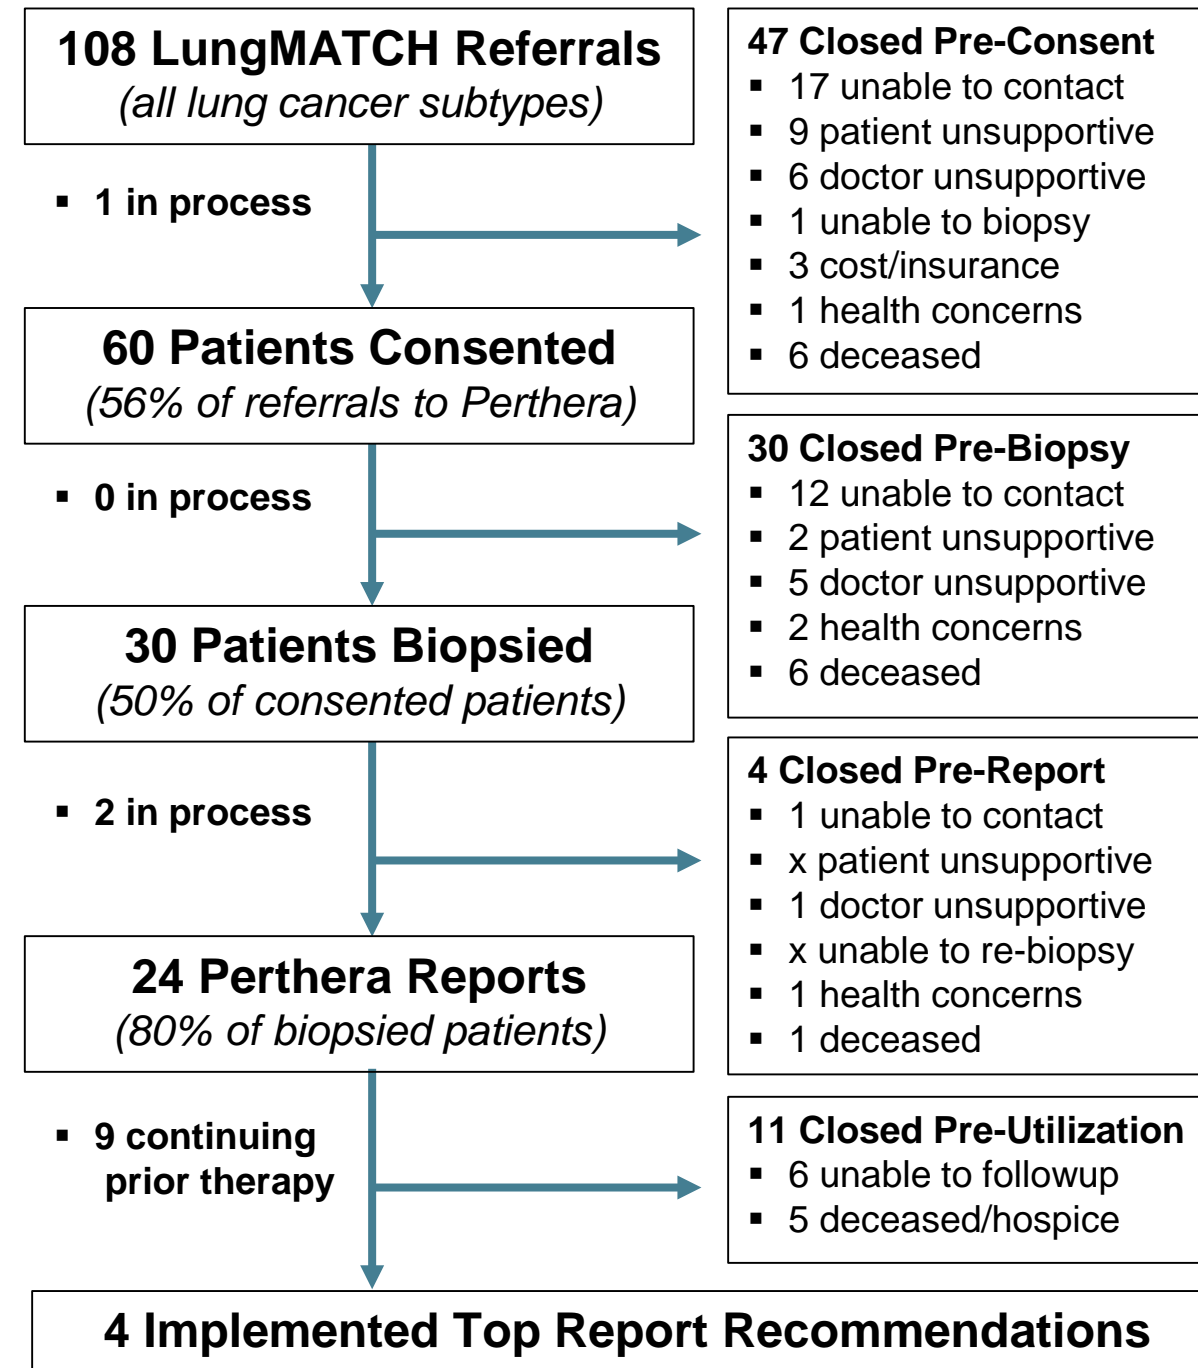 108 LungMATCH Referrals
(all lung cancer subtypes)
▪ 1 in process
47 Closed Pre-Consent
▪ 17 unable to contact
▪ 9 patient unsupportive
▪ 6 doctor unsupportive
▪ 1 unable to biopsy
▪ 3 cost/insurance
▪ 1 health concerns
▪ 6 deceased
60 Patients Consented
(56% of referrals to Perthera)
▪ 0 in process
30 Closed Pre-Biopsy
▪ 12 unable to contact
▪ 2 patient unsupportive
▪ 5 doctor unsupportive
▪ 2 health concerns
▪ 6 deceased
30 Patients Biopsied
(50% of consented patients)
▪ 2 in process
4 Closed Pre-Report
▪ 1 unable to contact
▪ x patient unsupportive
▪ 1 doctor unsupportive
▪ x unable to re-biopsy
▪ 1 health concerns
▪ 1 deceased
24 Perthera Reports
(80% of biopsied patients)
▪ 9 continuing
prior therapy
11 Closed Pre-Utilization
▪ 6 unable to followup
▪ 5 deceased/hospice
4 Implemented Top Report Recommendations